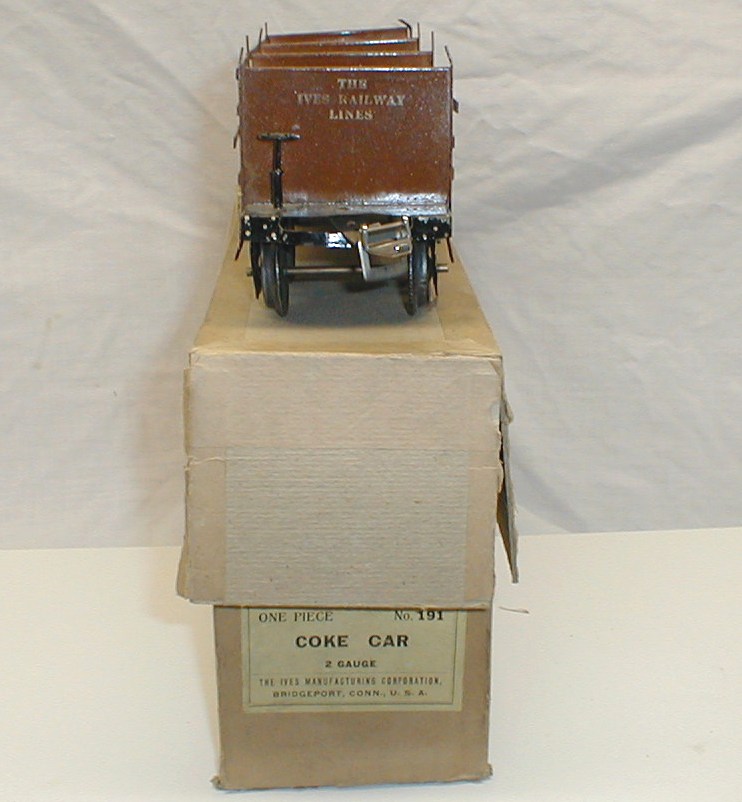 THE
IVES RAILWAY
LINES
ONE PIECE No. 191
COKE CAR
2 GAUGE
THE IVES MANUFACTURING CORPORATION,
BRIDGEPORT, CONN., U. S. A.